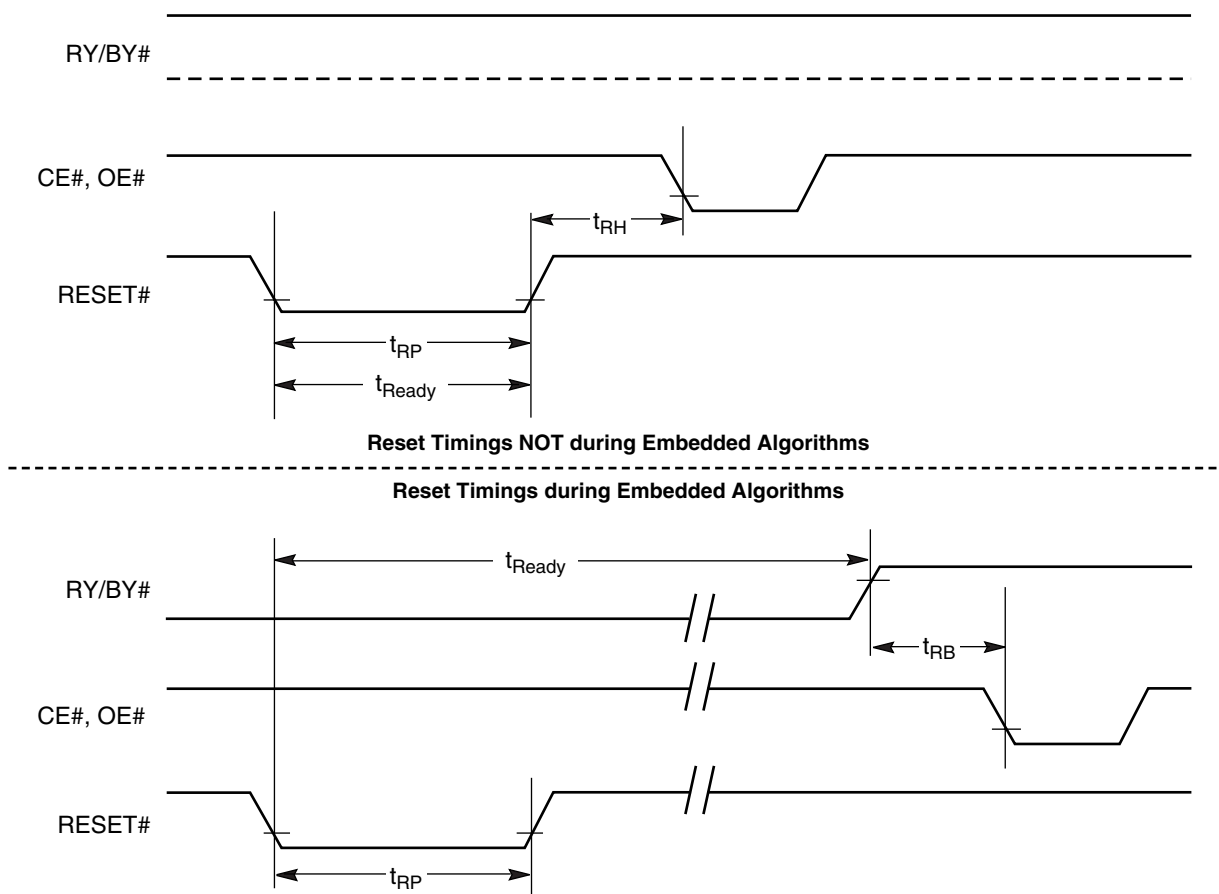 RY/BY#
CE#, OE#
tRH
RESET#
tRP
tReady
Reset Timings NOT during Embedded Algorithms
Reset Timings during Embedded Algorithms
tReady
RY/BY#
tRB
CE#, OE#
RESET#
tRP